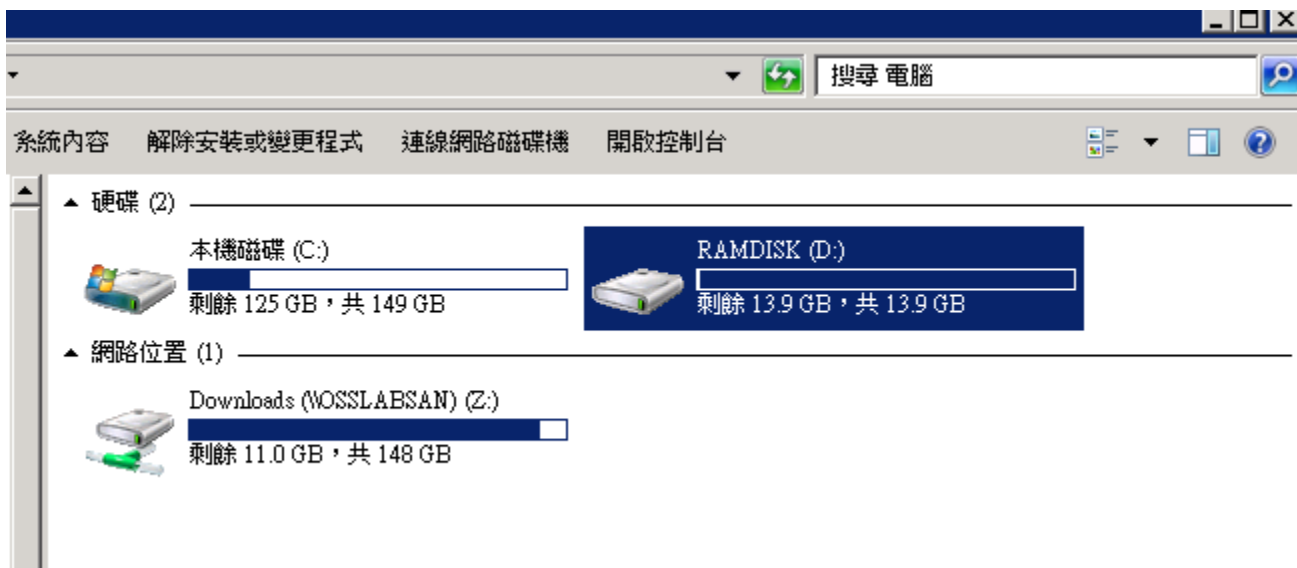 搜尋 電腦
系統內容 解除安裝或變更程式 連線網路磁碟機 開啟控制台
硬碟 (2)
本機磁碟 (C:)
剩餘 125 GB，共 149 GB
RAMDISK (D:)
剩餘 13.9 GB，共 13.9 GB
網路位置 (1)
Downloads (\\OSSLABSAN) (Z:)
剩餘 11.0 GB，共 148 GB